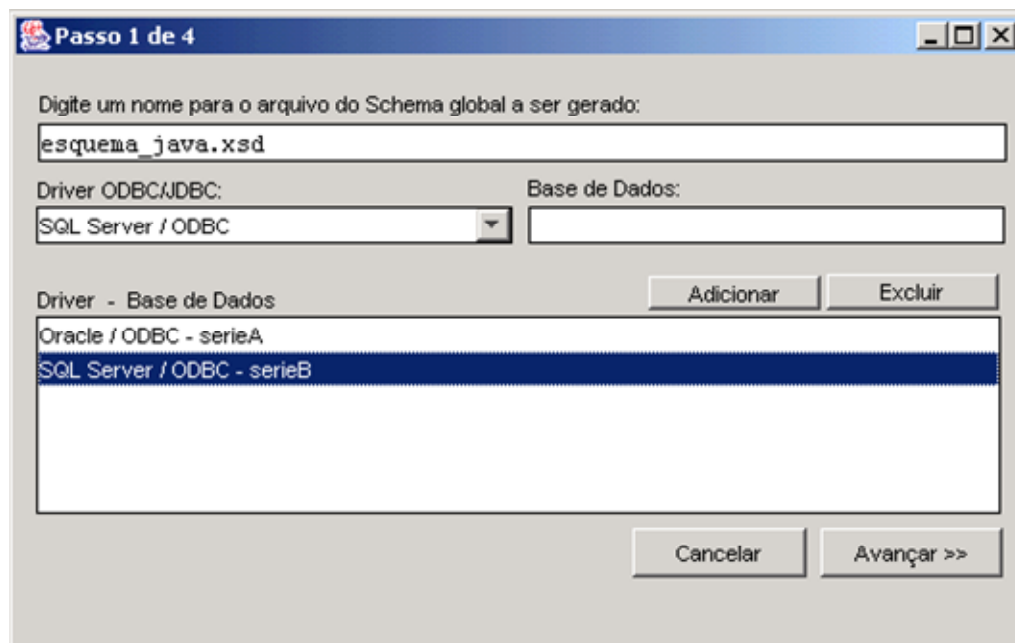 Passo 1 de 4
Digite um nome para o arquivo do Schema global a ser gerado:
esquema_java.xsd
Driver ODBC/JDBC: Base de Dados:
SQL Server / ODBC
Driver - Base de Dados Adicionar Excluir
Oracle / ODBC - serieA
SQL Server / ODBC - serieB
Cancelar Avançar >>